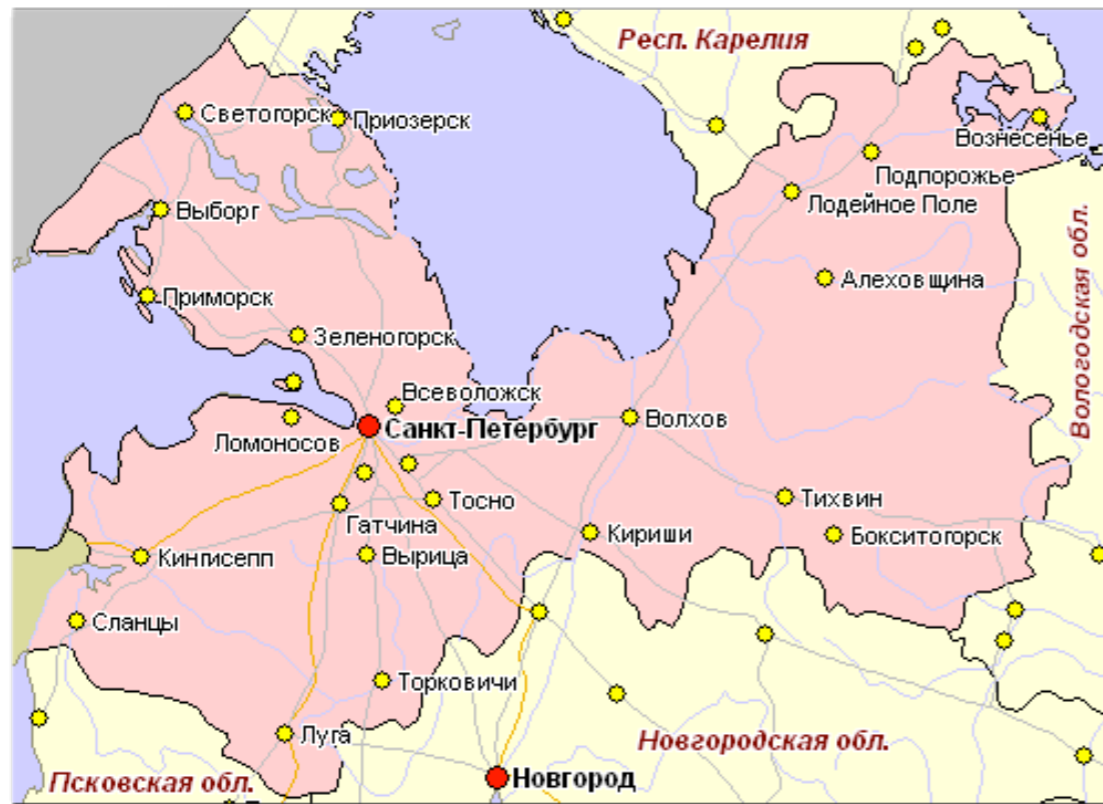 Респ. Карелия
Светогорск
Приозерск
Вознесенье
Подпорожье
Лодейное Поле
Выборг
Вологодская обл.
Алеховщина
Приморск
Зеленогорск
Всеволожск
Ломоносов
Санкт-Петербург
Волхов
Тосно
Тихвин
Гатчина
Кириши
Бокситогорск
Кингисепп
Вырица
Сланцы
Торковичи
Луга
Новгородская обл.
Псковская обл.
Новгород